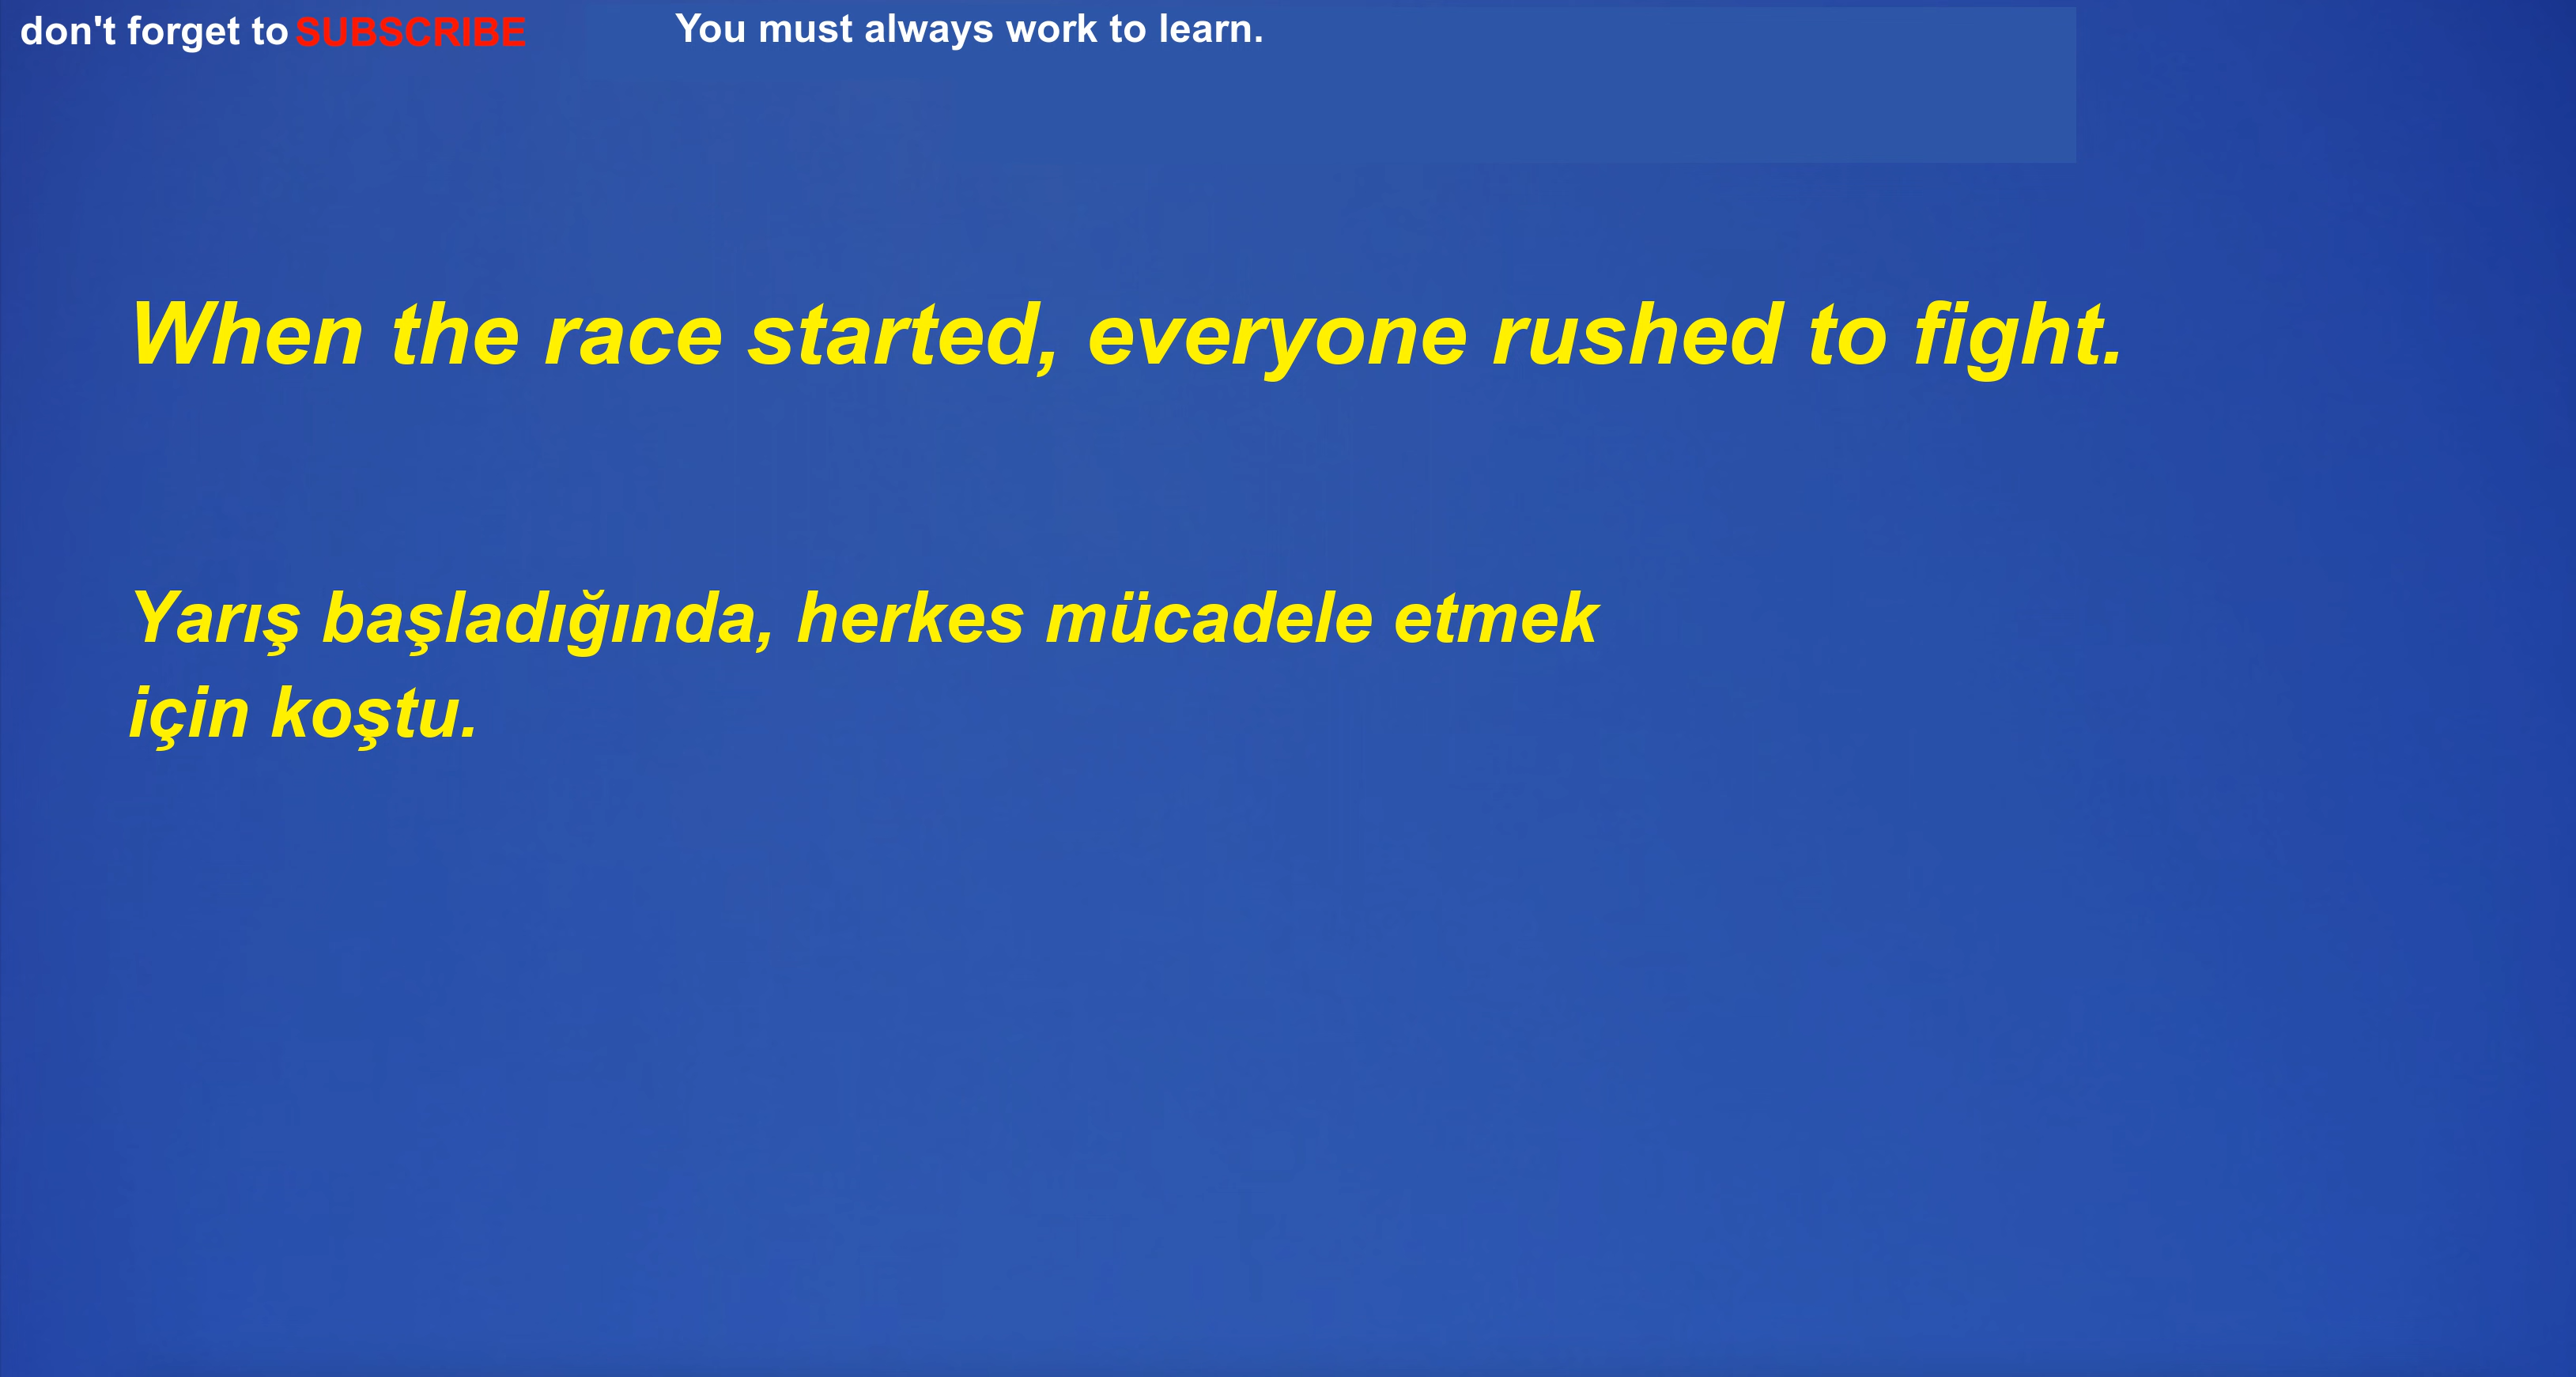 don't forget to SUBSCRIBE
You must always work to learn.
When the race started, everyone rushed to fight.
Yarış başladığında, herkes mücadele etmek
için koştu.